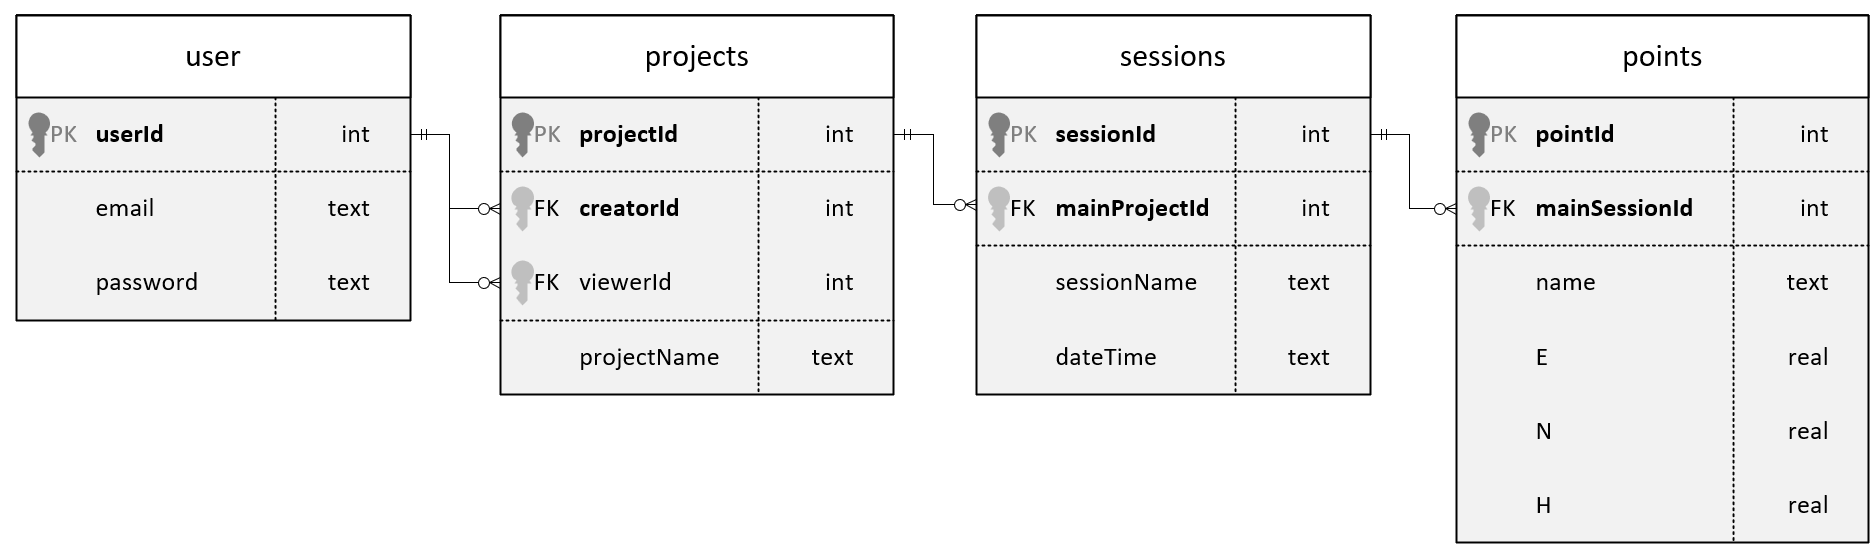 user
PK userId int
email text
password text
projects
PK projectId int
FK creatorId int
FK viewerId int
projectName text
sessions
PK sessionId int
FK mainProjectId int
sessionName text
dateTime text
points
PK pointId int
FK mainSessionId int
name text
E real
N real
H real